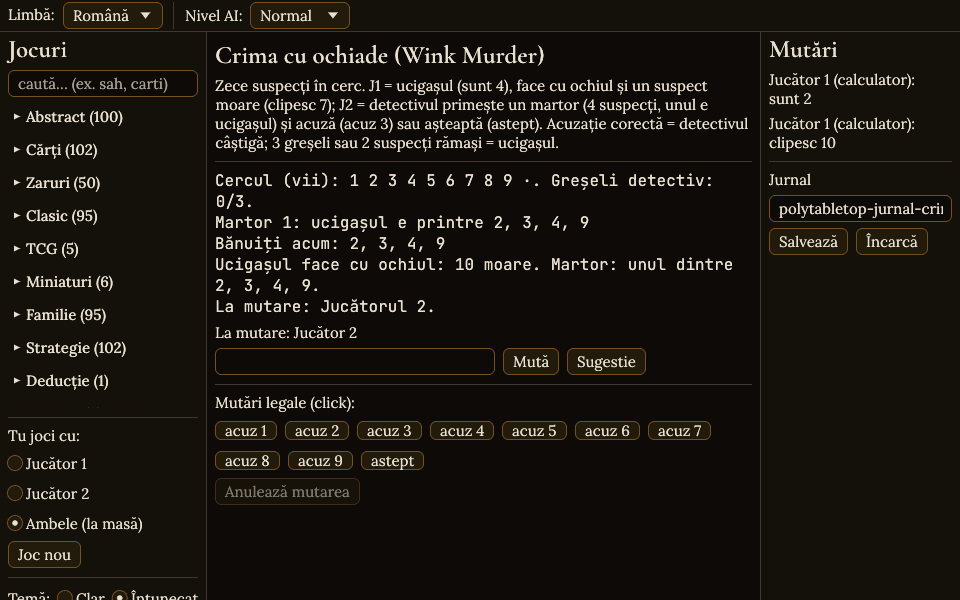 Limbă: Română ▼ Nivel AI: Normal ▼
Jocuri
caută... (ex. sah, carti)
▸ Abstract (100)
▸ Cărți (102)
▸ Zaruri (50)
▸ Clasic (95)
▸ TCG (5)
▸ Miniaturi (6)
▸ Familie (95)
▸ Strategie (102)
▸ Deducție (1)
Tu joci cu:
Jucător 1
Jucător 2
Ambele (la masă)
Joc nou
Temă: Clar Întunecat
Crima cu ochiade (Wink Murder)
Zece suspecți în cerc. J1 = ucigașul (sunt 4), face cu ochiul și un suspect
moare (clipesc 7); J2 = detectivul primește un martor (4 suspecți, unul e
ucigașul) și acuză (acuz 3) sau așteaptă (astept). Acuzație corectă = detectivul
câștigă; 3 greșeli sau 2 suspecți rămași = ucigașul.
Cercul (vii): 1 2 3 4 5 6 7 8 9 ·. Greșeli detectiv:
0/3.
Martor 1: ucigașul e printre 2, 3, 4, 9
Bănuiți acum: 2, 3, 4, 9
Ucigașul face cu ochiul: 10 moare. Martor: unul dintre
2, 3, 4, 9.
La mutare: Jucătorul 2.
La mutare: Jucător 2
Mută Sugestie
Mutări legale (click):
acuz 1 acuz 2 acuz 3 acuz 4 acuz 5 acuz 6 acuz 7
acuz 8 acuz 9 astept
Anulează mutarea
Mutări
Jucător 1 (calculator):
sunt 2
Jucător 1 (calculator):
clipesc 10
Jurnal
polytabletop-jurnal-cri
Salvează Încarcă